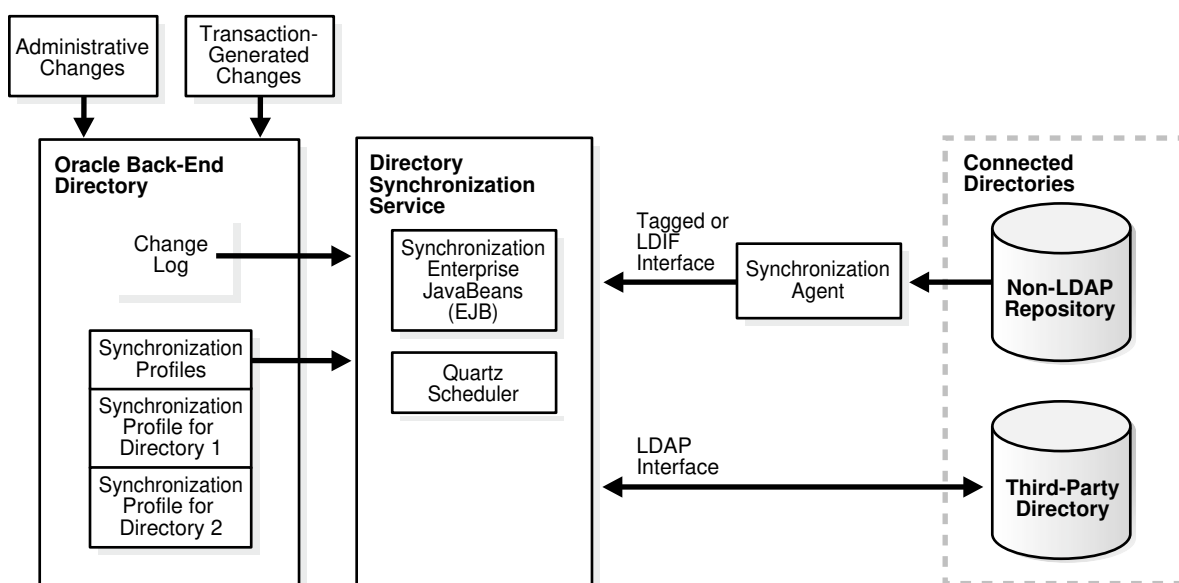 Administrative
Changes
Transaction-
Generated
Changes
Oracle Back-End
Directory
Change
Log
Synchronization
Profiles
Synchronization
Profile for
Directory 1
Synchronization
Profile for
Directory 2
Directory
Synchronization
Service
Synchronization
Enterprise
JavaBeans
(EJB)
Quartz
Scheduler
Tagged or
LDIF
Interface
Synchronization
Agent
LDAP
Interface
Connected
Directories
Non-LDAP
Repository
Third-Party
Directory